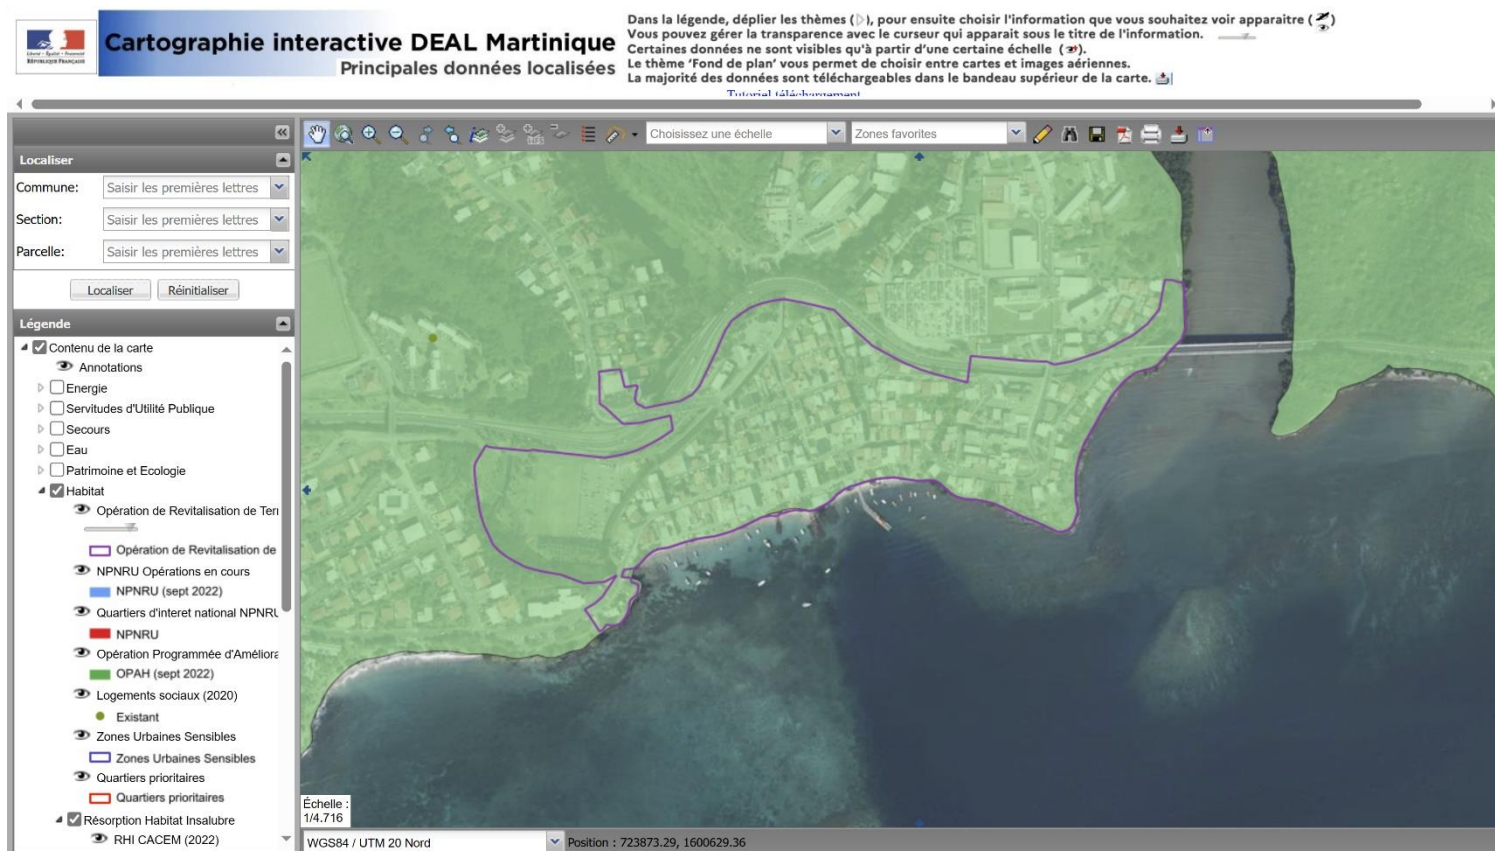 Liberté • Égalité • Fraternité
RÉPUBLIQUE FRANÇAISE
Cartographie interactive DEAL Martinique
Principales données localisées
Dans la légende, déplier les thèmes ( ), pour ensuite choisir l'information que vous souhaitez voir apparaitre ( )
Vous pouvez gérer la transparence avec le curseur qui apparait sous le titre de l'information.
Certaines données ne sont visibles qu'à partir d'une certaine échelle ( ).
Le thème 'Fond de plan' vous permet de choisir entre cartes et images aériennes.
La majorité des données sont téléchargeables dans le bandeau supérieur de la carte.
Tutoriel téléchargement
Choisissez une échelle
Zones favorites
Localiser
Commune: Saisir les premières lettres
Section: Saisir les premières lettres
Parcelle: Saisir les premières lettres
Localiser Réinitialiser
Légende
Contenu de la carte
Annotations
Energie
Servitudes d'Utilité Publique
Secours
Eau
Patrimoine et Ecologie
Habitat
Opération de Revitalisation de Terri
Opération de Revitalisation de
NPNRU Opérations en cours
NPNRU (sept 2022)
Quartiers d'interet national NPNRU
NPNRU
Opération Programmée d'Améliora
OPAH (sept 2022)
Logements sociaux (2020)
Existant
Zones Urbaines Sensibles
Zones Urbaines Sensibles
Quartiers prioritaires
Quartiers prioritaires
Résorption Habitat Insalubre
RHI CACEM (2022)
Échelle :
1/4.716
WGS84 / UTM 20 Nord
Position : 723873.29, 1600629.36